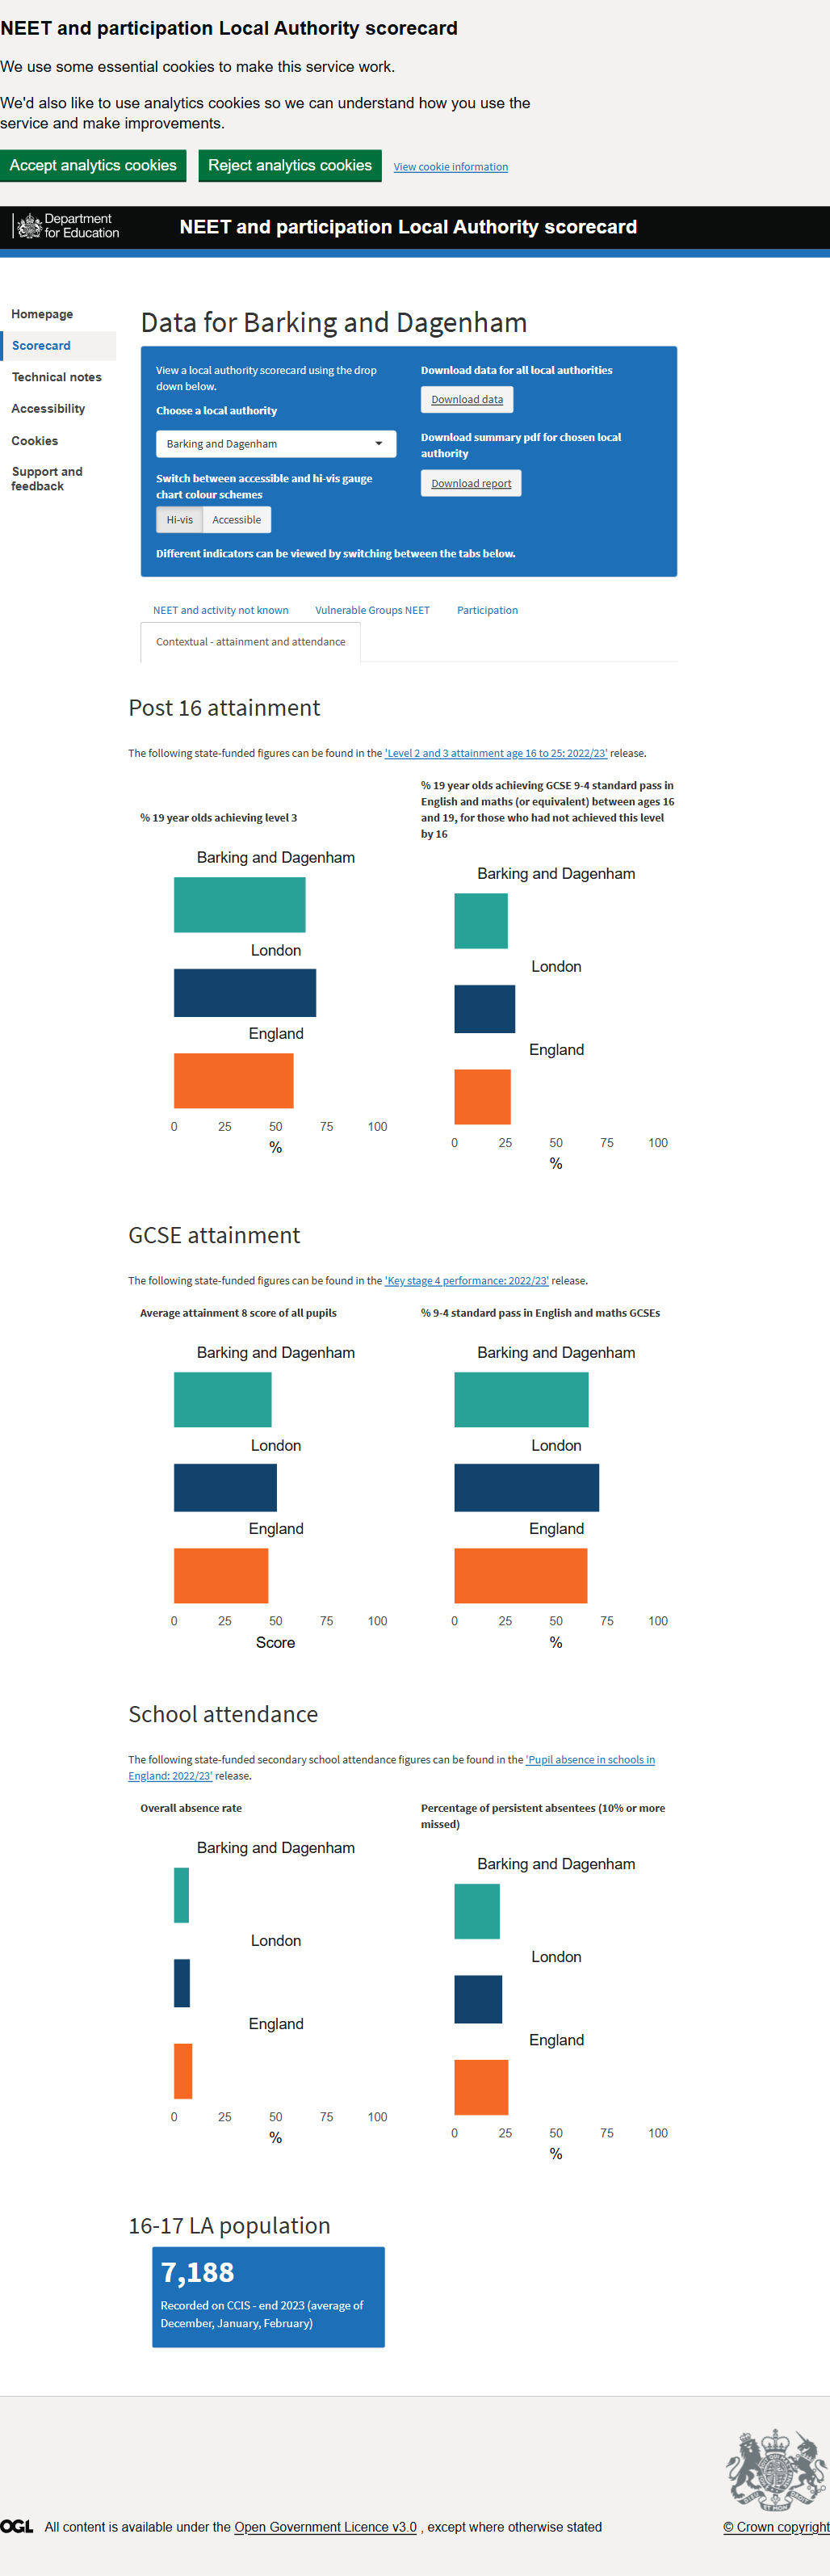 NEET and participation Local Authority scorecard
We use some essential cookies to make this service work.
We'd also like to use analytics cookies so we can understand how you use the
service and make improvements.
Accept analytics cookies
Reject analytics cookies
View cookie information
Department
for Education
NEET and participation Local Authority scorecard
Homepage
Scorecard
Technical notes
Accessibility
Cookies
Support and
feedback
Data for Barking and Dagenham
View a local authority scorecard using the drop
down below.
Choose a local authority
Barking and Dagenham
Switch between accessible and hi-vis gauge
chart colour schemes
Hi-vis
Accessible
Download data for all local authorities
Download data
Download summary pdf for chosen local
authority
Download report
Different indicators can be viewed by switching between the tabs below.
NEET and activity not known
Vulnerable Groups NEET
Participation
Contextual - attainment and attendance
Post 16 attainment
The following state-funded figures can be found in the 'Level 2 and 3 attainment age 16 to 25: 2022/23' release.
% 19 year olds achieving level 3
Barking and Dagenham
London
England
0 25 50 75 100
%
% 19 year olds achieving GCSE 9-4 standard pass in
English and maths (or equivalent) between ages 16
and 19, for those who had not achieved this level
by 16
Barking and Dagenham
London
England
0 25 50 75 100
%
GCSE attainment
The following state-funded figures can be found in the 'Key stage 4 performance: 2022/23' release.
Average attainment 8 score of all pupils
Barking and Dagenham
London
England
0 25 50 75 100
Score
% 9-4 standard pass in English and maths GCSEs
Barking and Dagenham
London
England
0 25 50 75 100
%
School attendance
The following state-funded secondary school attendance figures can be found in the 'Pupil absence in schools in
England: 2022/23' release.
Overall absence rate
Barking and Dagenham
London
England
0 25 50 75 100
%
Percentage of persistent absentees (10% or more
missed)
Barking and Dagenham
London
England
0 25 50 75 100
%
16-17 LA population
7,188
Recorded on CCIS - end 2023 (average of
December, January, February)
OGL
All content is available under the Open Government Licence v3.0 , except where otherwise stated
© Crown copyright